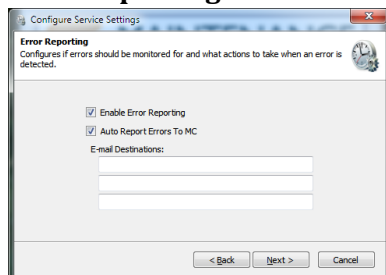 Configure Service Settings
Error Reporting
Configures if errors should be monitored for and what actions to take when an error is
detected.
Enable Error Reporting
Auto Report Errors To MC
E-mail Destinations:
< Back
Next >
Cancel